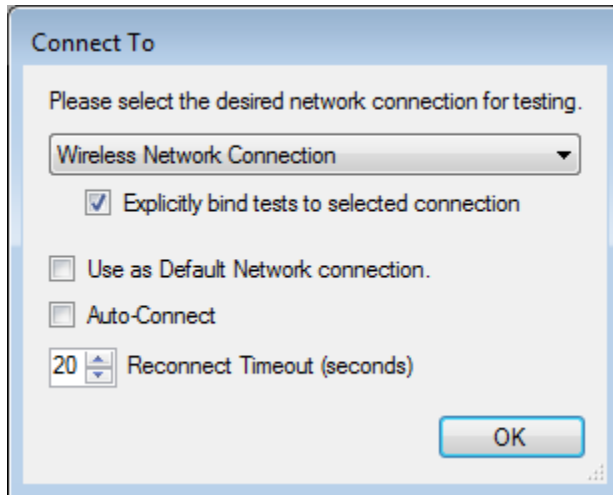 Connect To
Please select the desired network connection for testing.
Wireless Network Connection
Explicitly bind tests to selected connection
Use as Default Network connection.
Auto-Connect
20 Reconnect Timeout (seconds)
OK